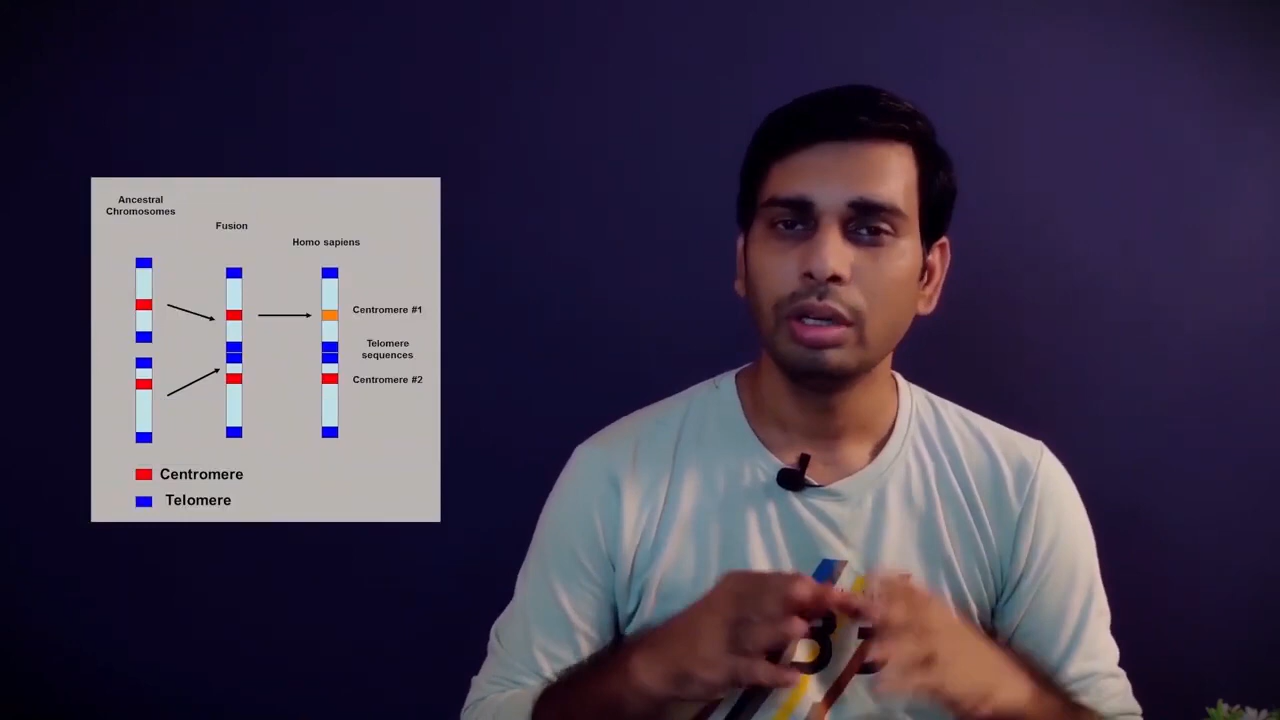 Ancestral
Chromosomes
Fusion
Homo sapiens
Centromere #1
Telomere
sequences
Centromere #2
Centromere
Telomere